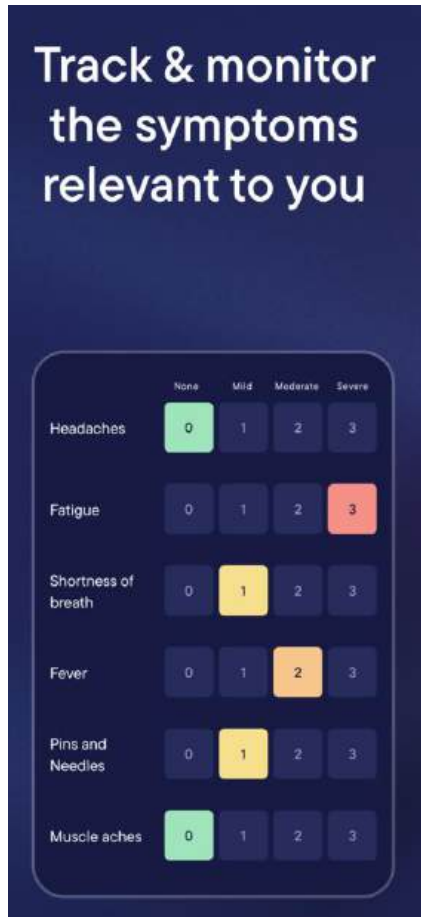 Track & monitor
the symptoms
relevant to you
None Mild Moderate Severe
Headaches 0 1 2 3
Fatigue 0 1 2 3
Shortness of
breath 0 1 2 3
Fever 0 1 2 3
Pins and
Needles 0 1 2 3
Muscle aches 0 1 2 3